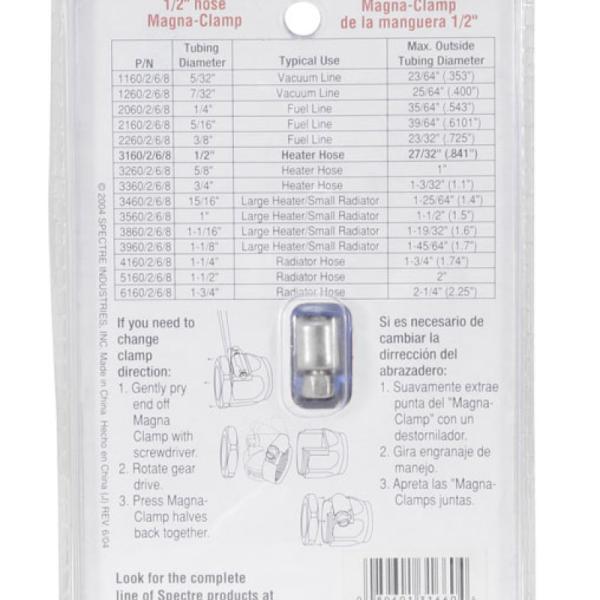 1/2" hose
Magna-Clamp
Magna-Clamp
de la manguera 1/2"
P/N Tubing Diameter Typical Use Max. Outside Tubing Diameter
1160/2/6/8 5/32" Vacuum Line 23/64" (.353")
1260/2/6/8 7/32" Vacuum Line 25/64" (.400")
2060/2/6/8 1/4" Fuel Line 35/64" (.543")
2160/2/6/8 5/16" Fuel Line 39/64" (.6101")
2260/2/6/8 3/8" Fuel Line 23/32" (.725")
3160/2/6/8 1/2" Heater Hose 27/32" (.841")
3260/2/6/8 5/8" Heater Hose 1"
3360/2/6/8 3/4" Heater Hose 1-3/32" (1.1")
3460/2/6/8 15/16" Large Heater/Small Radiator 1-25/64" (1.4")
3560/2/6/8 1" Large Heater/Small Radiator 1-1/2" (1.5")
3860/2/6/8 1-1/16" Large Heater/Small Radiator 1-19/32" (1.6")
3960/2/6/8 1-1/8" Large Heater/Small Radiator 1-45/64" (1.7")
4160/2/6/8 1-1/4" Radiator Hose 1-3/4" (1.74")
5160/2/6/8 1-1/2" Radiator Hose 2"
6160/2/6/8 1-3/4" Radiator Hose 2-1/4" (2.25")
© 2004 SPECTRE INDUSTRIES, INC. Made in China Hecho en China (J) REV. 6/04
If you need to
change
clamp
direction:
1. Gently pry
end off
Magna
Clamp with
screwdriver.
2. Rotate gear
drive.
3. Press Magna-
Clamp halves
back together.
Si es necesario de
cambiar la
dirrección del
abrazadero:
1. Suavamente extrae
punta del "Magna-
Clamp" con un
destornilador.
2. Gira engranaje de
manejo.
3. Apreta las "Magna-
Clamps juntas.
Look for the complete
line of Spectre products at